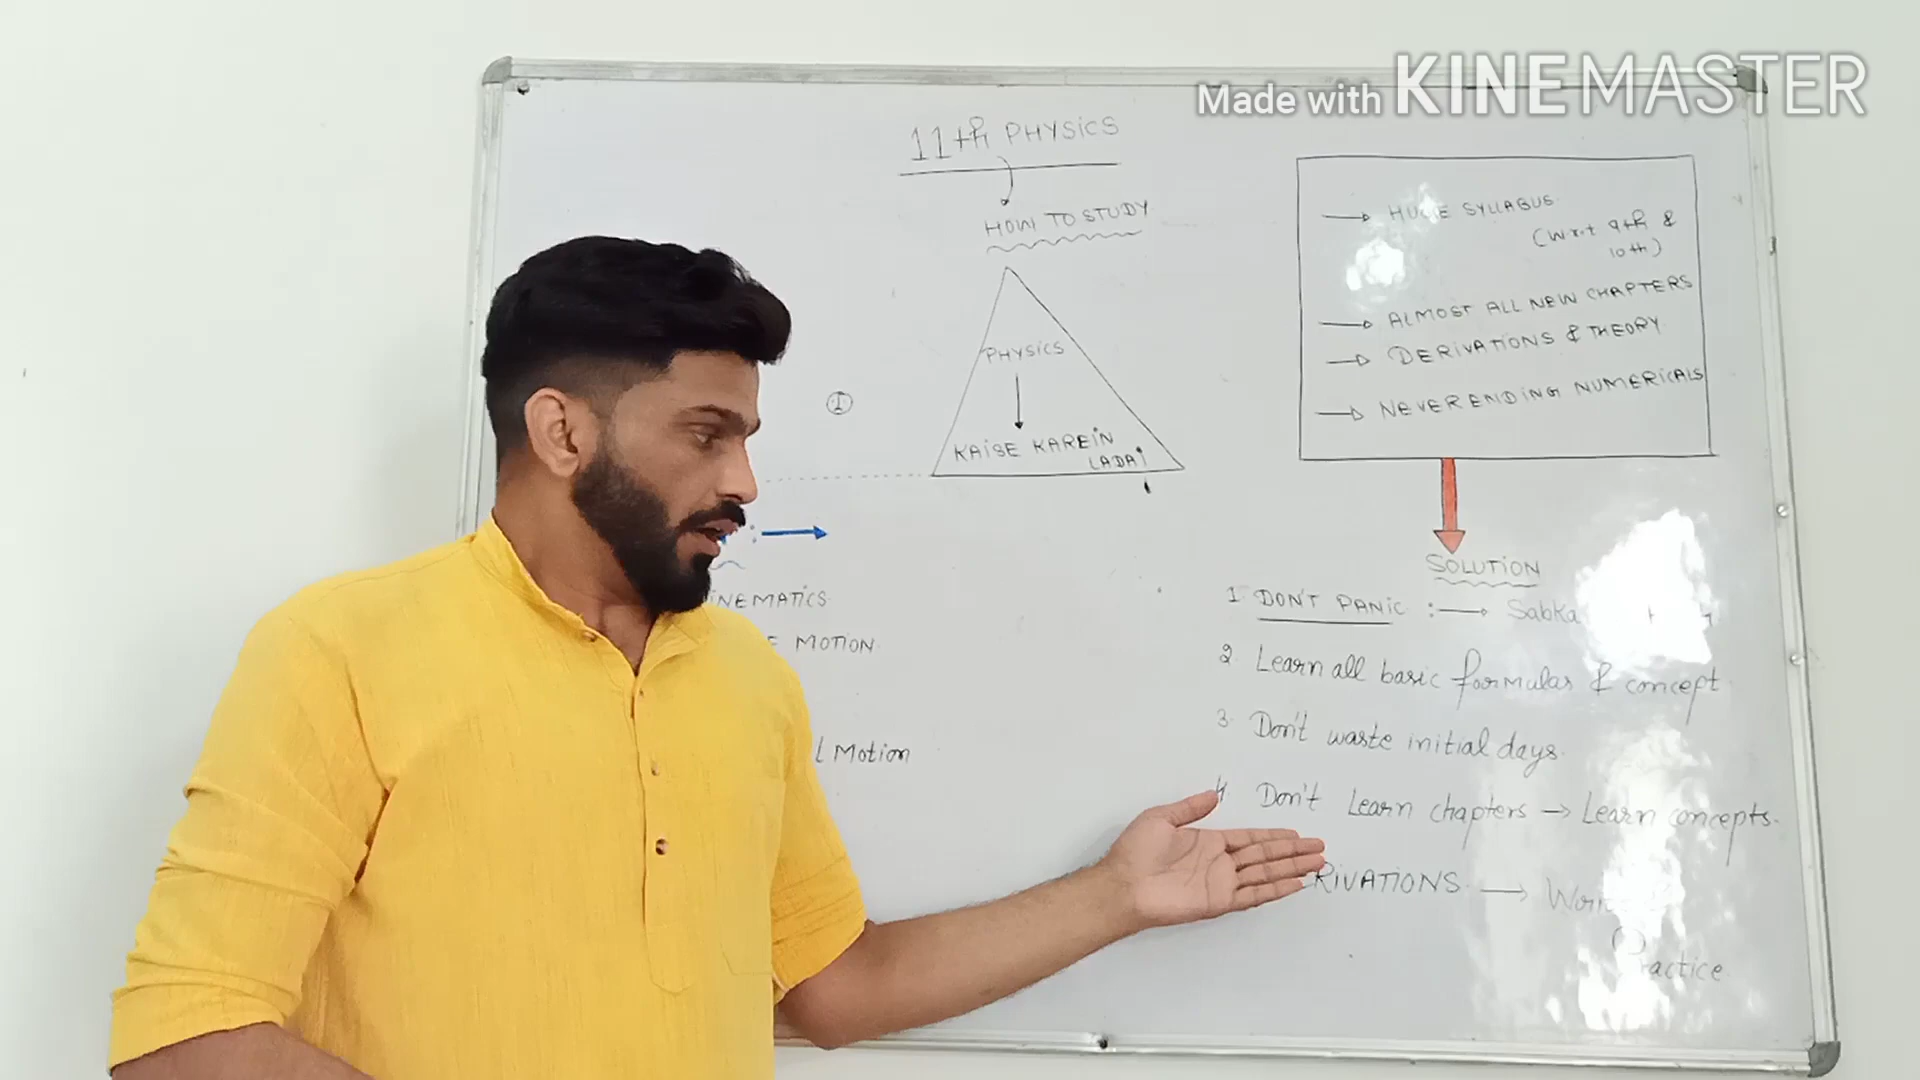 Made with KINEMASTER
11th PHYSICS
HOW TO STUDY
PHYSICS
KAISE KAREIN
LADAI
I
KINEMATICS
MOTION
Motion
HUGE SYLLABUS
(W.r.t 9th &
10th)
ALMOST ALL NEW CHAPTERS
DERIVATIONS & THEORY
NEVER ENDING NUMERICALS
SOLUTION
1 DON'T PANIC : → Sabka
2. Learn all basic formulas & concept
3. Don't waste initial days.
4. Don't Learn chapters → Learn concepts.
RIVATIONS →
Practice